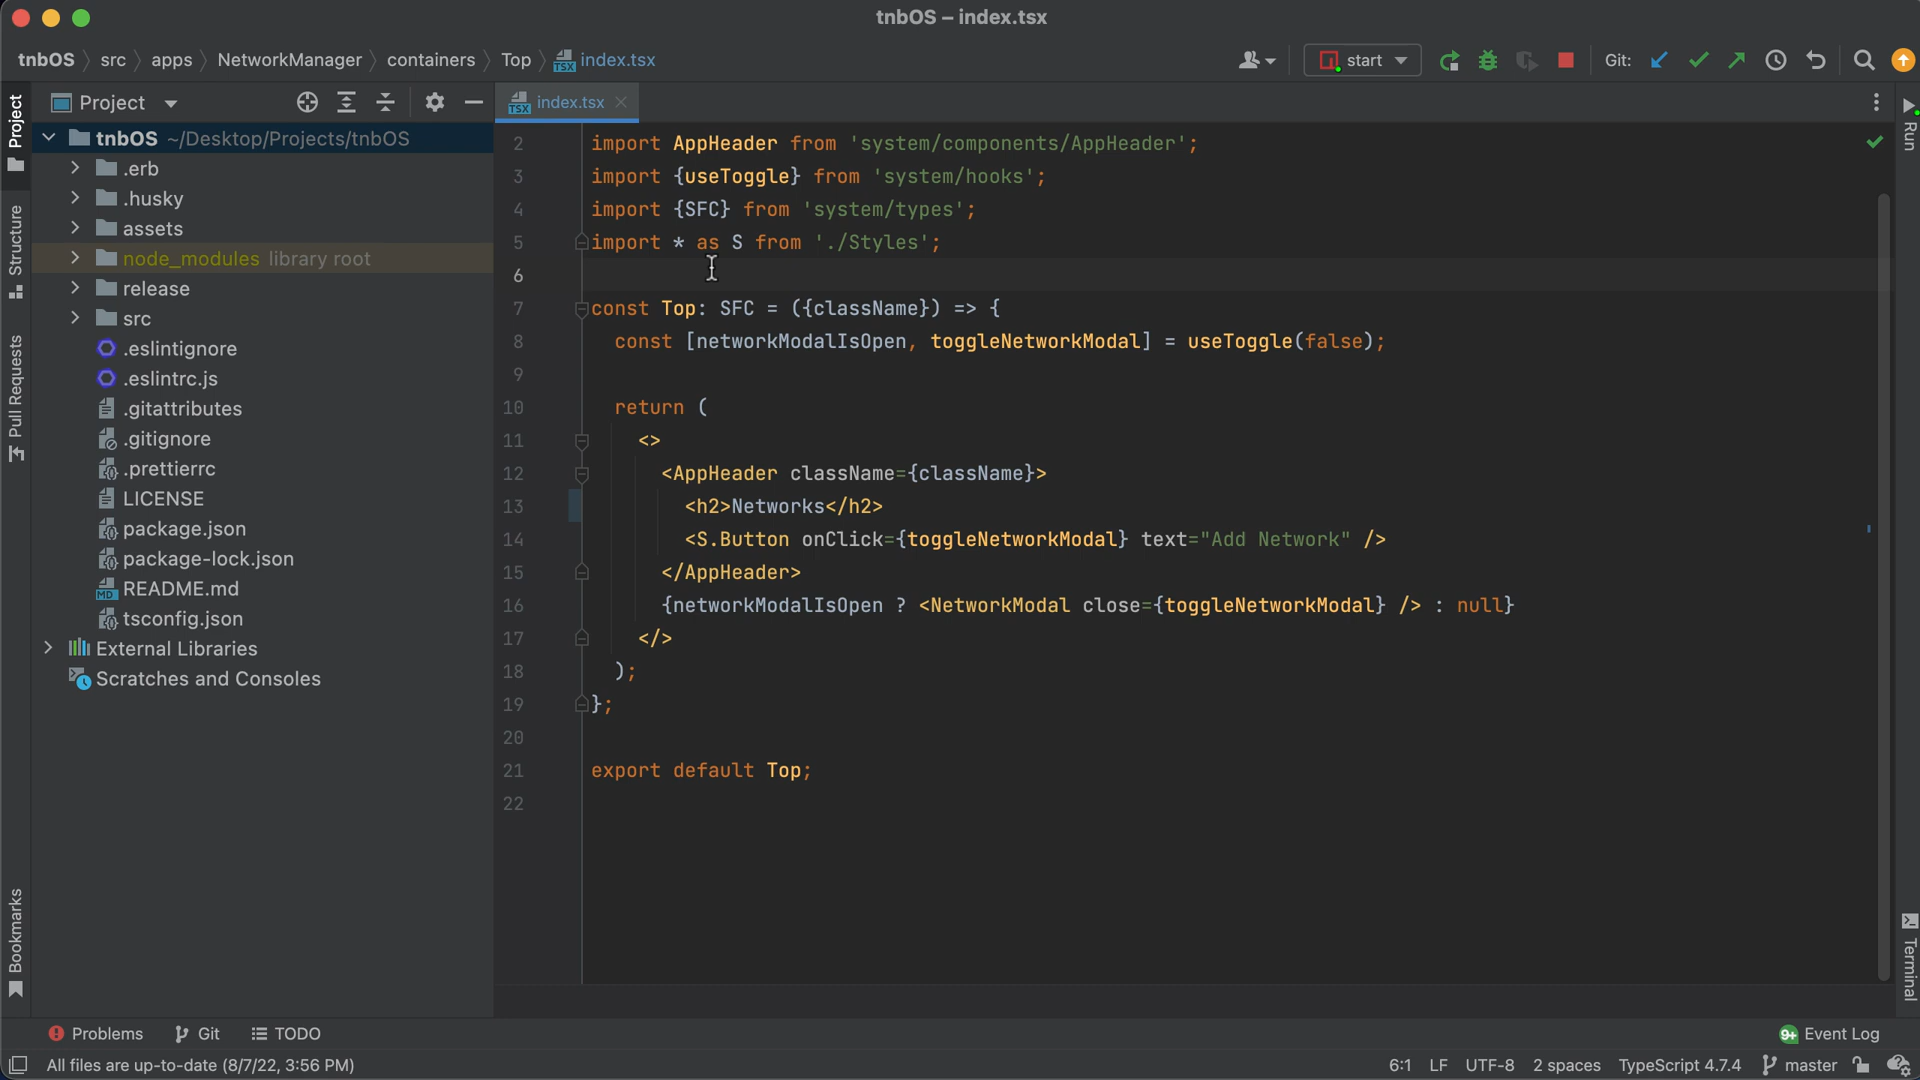 tnbOS – index.tsx
tnbOS src apps NetworkManager containers Top index.tsx
start
Git:
Project
Structure
Pull Requests
Bookmarks
Project
tnbOS ~/Desktop/Projects/tnbOS
.erb
.husky
assets
node_modules library root
release
src
.eslintignore
.eslintrc.js
.gitattributes
.gitignore
.prettierrc
LICENSE
package.json
package-lock.json
MD README.md
tsconfig.json
External Libraries
Scratches and Consoles
TSX index.tsx
2 import AppHeader from 'system/components/AppHeader';
3 import {useToggle} from 'system/hooks';
4 import {SFC} from 'system/types';
5 import * as S from './Styles';
6
7 const Top: SFC = ({className}) => {
8 const [networkModalIsOpen, toggleNetworkModal] = useToggle(false);
9
10 return (
11 <>
12 <AppHeader className={className}>
13 <h2>Networks</h2>
14 <S.Button onClick={toggleNetworkModal} text="Add Network" />
15 </AppHeader>
16 {networkModalIsOpen ? <NetworkModal close={toggleNetworkModal} /> : null}
17 </>
18 );
19 };
20
21 export default Top;
22
Run
Terminal
Problems Git TODO
9+ Event Log
All files are up-to-date (8/7/22, 3:56 PM)
6:1 LF UTF-8 2 spaces TypeScript 4.7.4 master